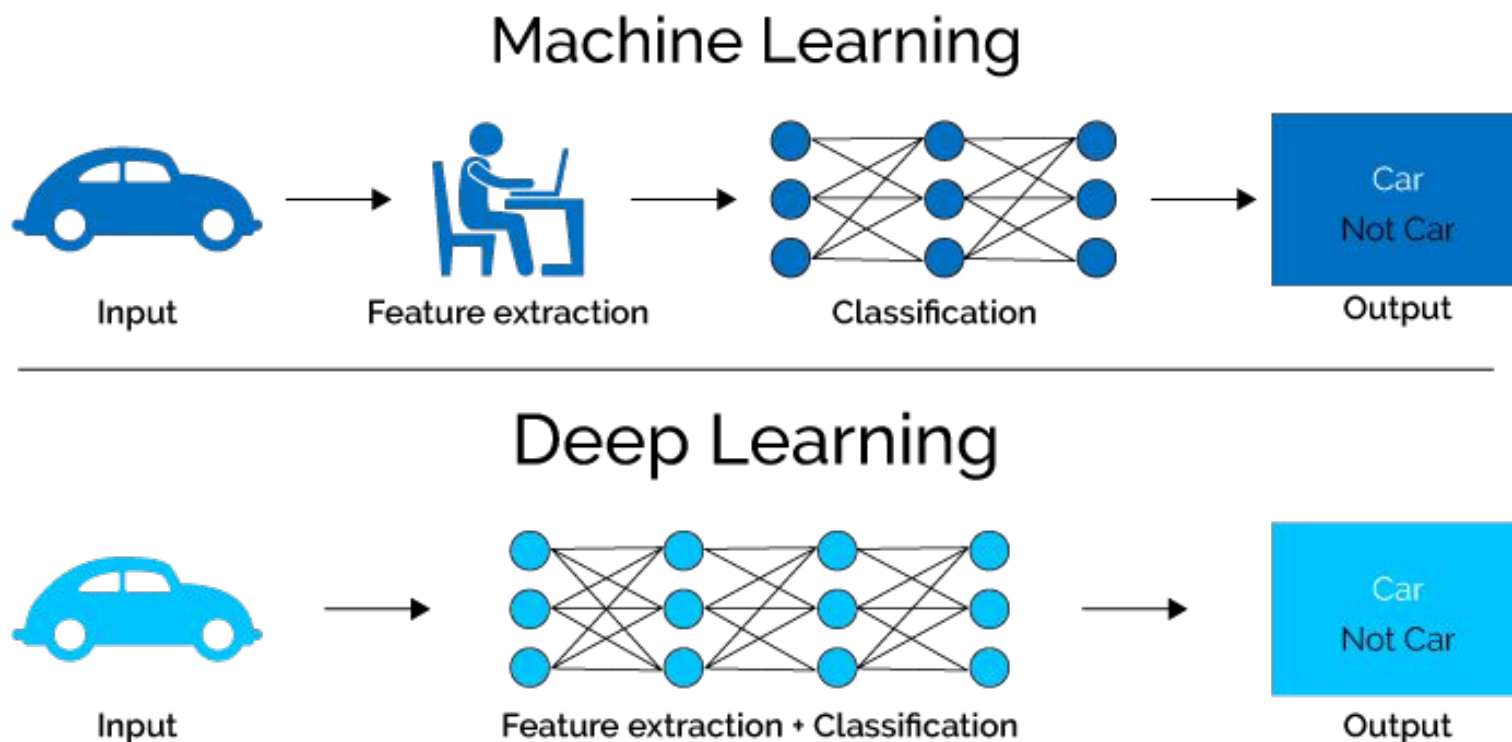 Machine Learning
Car
Not Car
Input
Feature extraction
Classification
Output
Deep Learning
Car
Not Car
Input
Feature extraction + Classification
Output